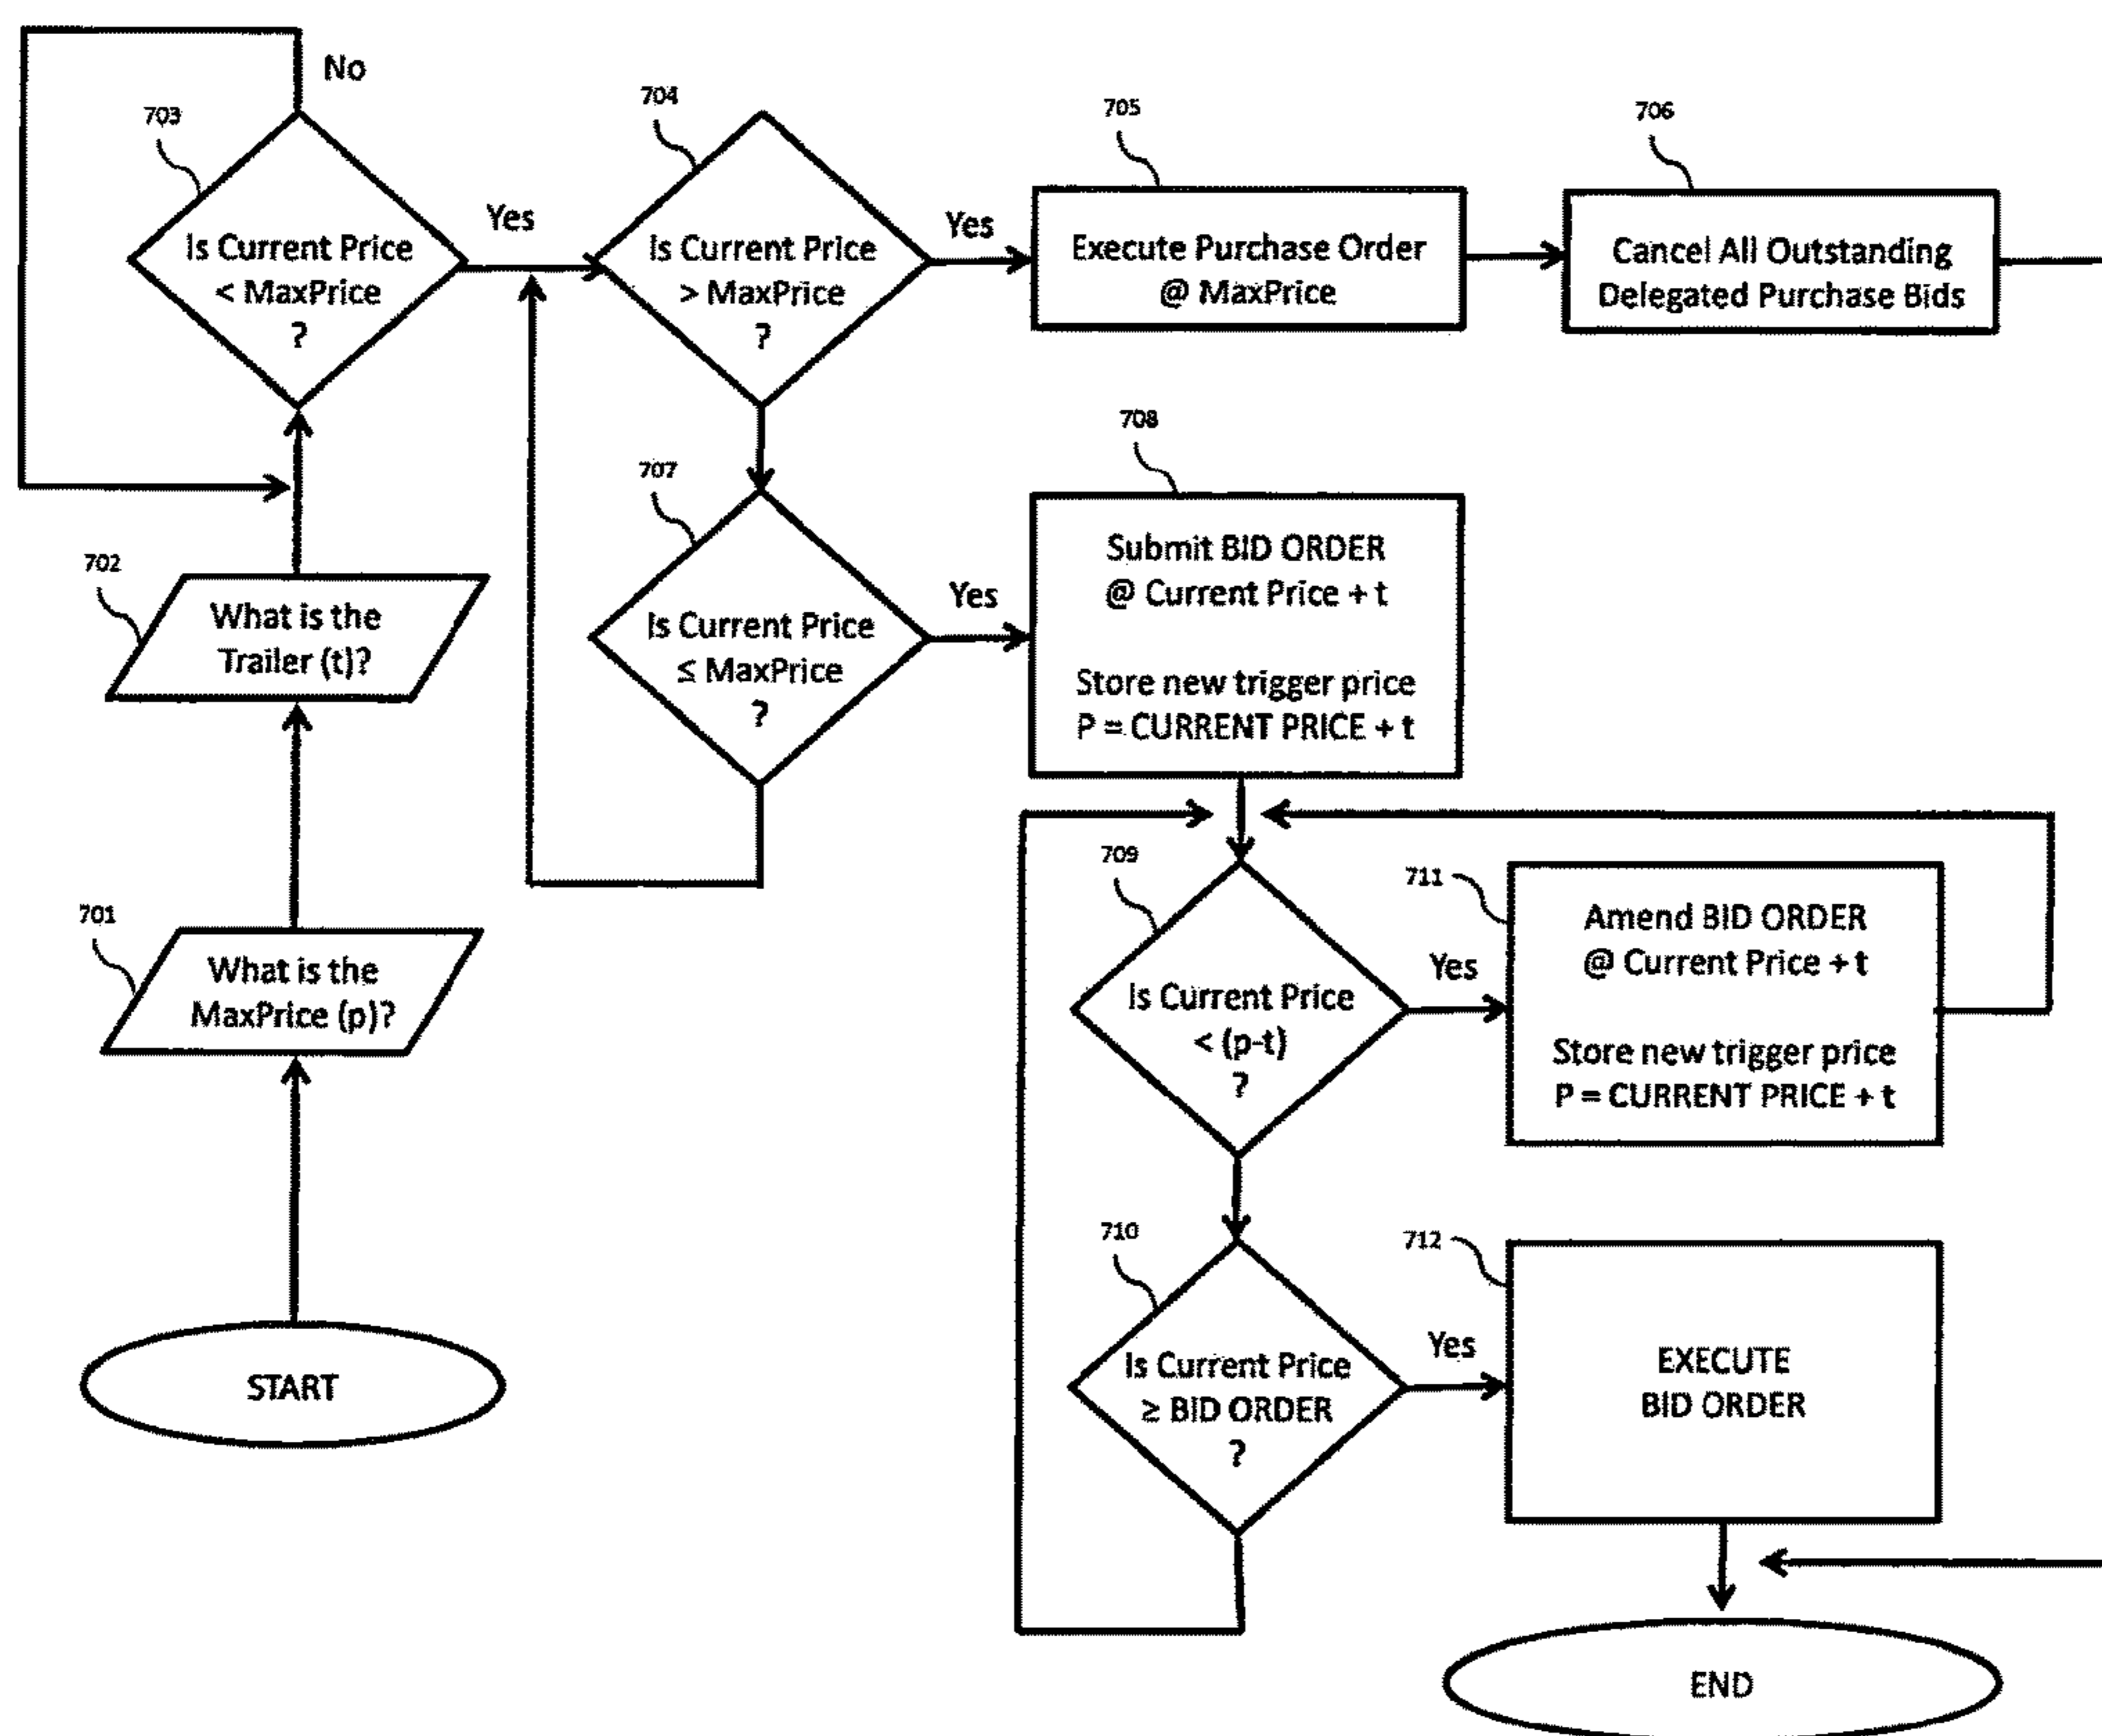 No
703
Is Current Price
< MaxPrice
?
Yes
704
Is Current Price
> MaxPrice
?
Yes
705
Execute Purchase Order
@ MaxPrice
706
Cancel All Outstanding
Delegated Purchase Bids
702
What is the
Trailer (t)?
701
What is the
MaxPrice (p)?
START
707
Is Current Price
≤ MaxPrice
?
Yes
708
Submit BID ORDER
@ Current Price + t
Store new trigger price
P = CURRENT PRICE + t
709
Is Current Price
< (p-t)
?
Yes
711
Amend BID ORDER
@ Current Price + t
Store new trigger price
P = CURRENT PRICE + t
710
Is Current Price
≥ BID ORDER
?
Yes
712
EXECUTE
BID ORDER
END